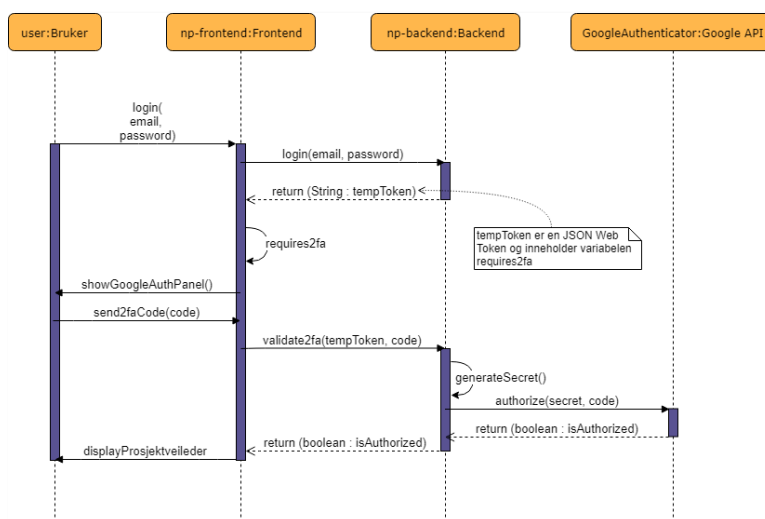 user:Bruker
np-frontend:Frontend
np-backend:Backend
GoogleAuthenticator:Google API
login(
email,
password)
login(email, password)
return (String : tempToken)
tempToken er en JSON Web
Token og inneholder variabelen
requires2fa
requires2fa
showGoogleAuthPanel()
send2faCode(code)
validate2fa(tempToken, code)
generateSecret()
authorize(secret, code)
return (boolean : isAuthorized)
return (boolean : isAuthorized)
displayProsjektveileder